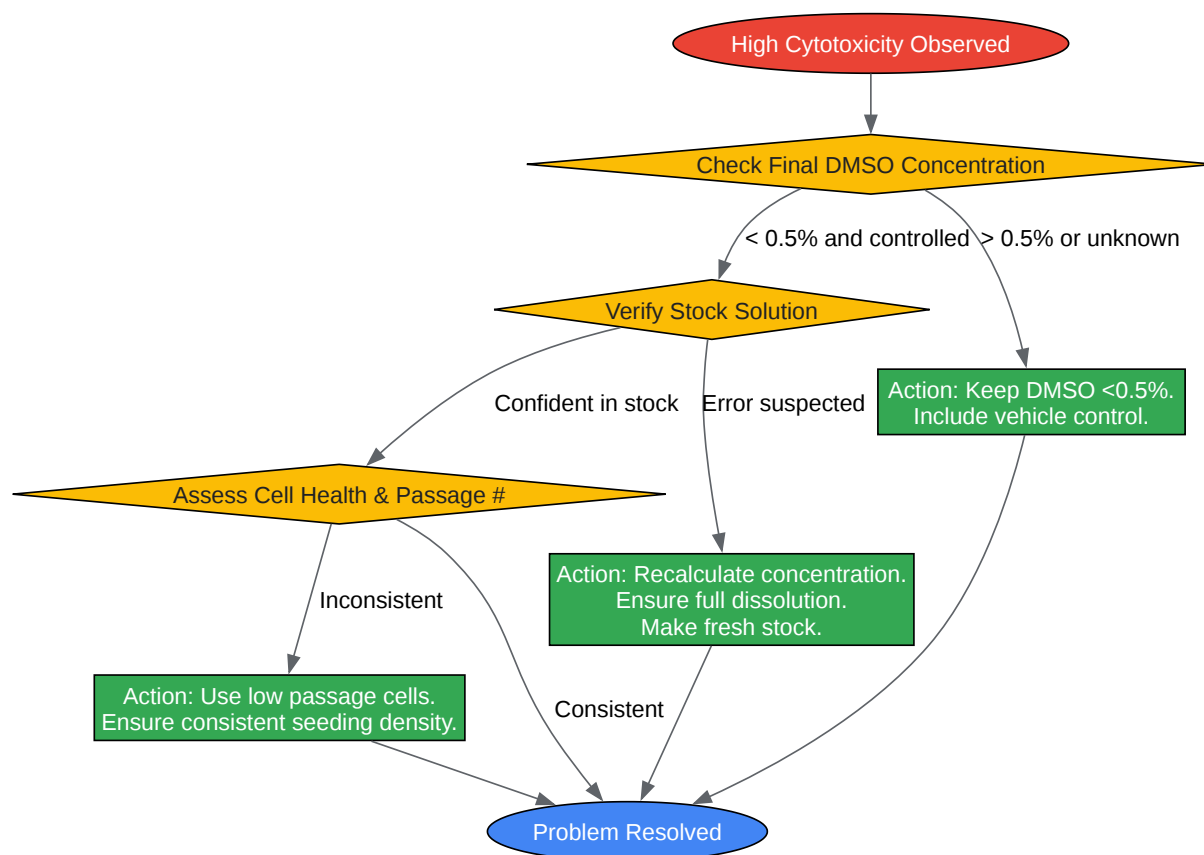 High Cytotoxicity Observed
Check Final DMSO Concentration
< 0.5% and controlled
> 0.5% or unknown
Verify Stock Solution
Action: Keep DMSO <0.5%.
Include vehicle control.
Confident in stock
Error suspected
Assess Cell Health & Passage #
Action: Recalculate concentration.
Ensure full dissolution.
Make fresh stock.
Inconsistent
Action: Use low passage cells.
Ensure consistent seeding density.
Consistent
Problem Resolved